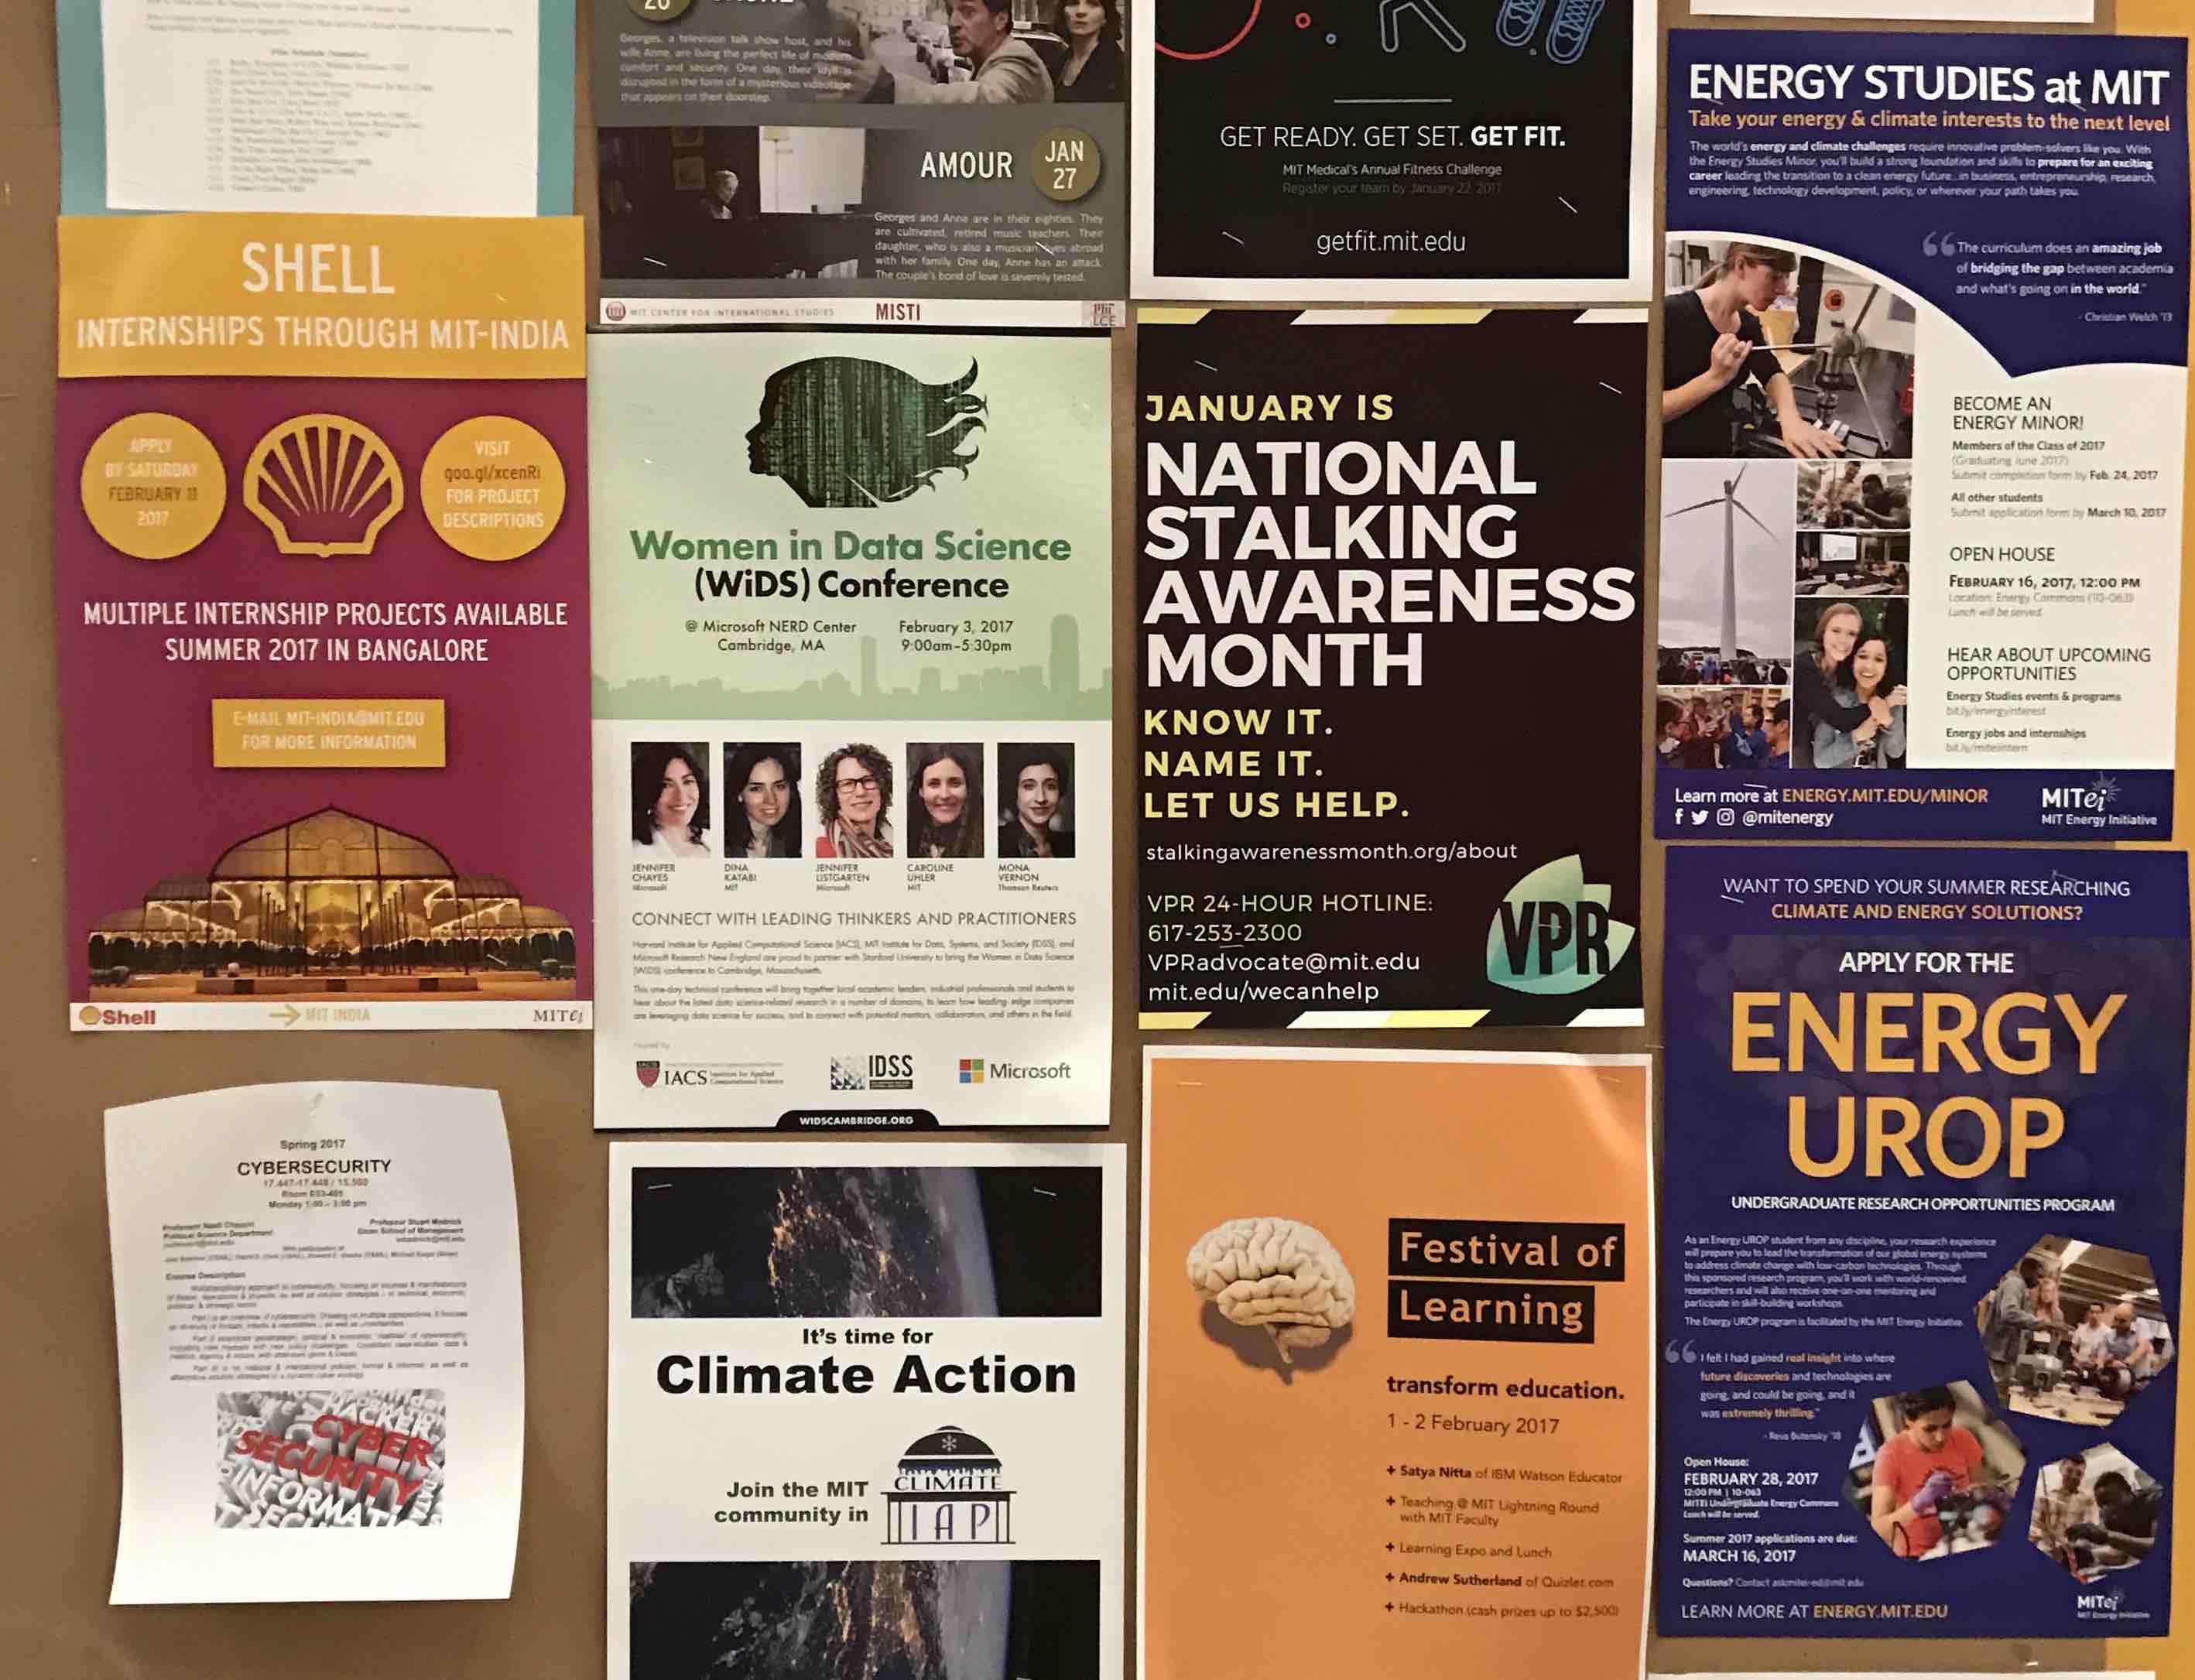 SHELL
INTERNSHIPS THROUGH MIT-INDIA
APPLY
BY SATURDAY
FEBRUARY 11
2017
VISIT
goo.gl/xcenRi
FOR PROJECT
DESCRIPTIONS
MULTIPLE INTERNSHIP PROJECTS AVAILABLE
SUMMER 2017 IN BANGALORE
E-MAIL MIT-INDIA@MIT.EDU
FOR MORE INFORMATION
Shell
MIT INDIA
MITei
Spring 2017
CYBERSECURITY
17.447-17.448 / 15.560
Room E53-485
Monday 1:00 - 3:00 pm
Political Science Department
Professor Stuart Madnick
Sloan School of Management
Course Description
HACKER
CYBER
SECURITY
INFORMAT
Georges, a television talk show host, and his
wife Anne, are living the perfect life of modern
comfort and security. One day, their idyll is
disrupted in the form of a mysterious videotape
that appears on their doorstep.
AMOUR
JAN
27
Georges and Anne are in their eighties. They
are cultivated, retired music teachers. Their
daughter, who is also a musician, lives abroad
with her family. One day, Anne has an attack.
The couple's bond of love is severely tested.
MIT CENTER FOR INTERNATIONAL STUDIES
MISTI
LCE
Women in Data Science
(WiDS) Conference
@ Microsoft NERD Center
Cambridge, MA
February 3, 2017
9:00am-5:30pm
JENNIFER
CHAYES
Microsoft
DINA
KATABI
MIT
JENNIFER
LISTGARTEN
Microsoft
CAROLINE
UHLER
MIT
MONA
VERNON
Thomson Reuters
CONNECT WITH LEADING THINKERS AND PRACTITIONERS
Harvard Institute for Applied Computational Science (IACS), MIT Institute for Data, Systems, and Society (IDSS), and
Microsoft Research New England are proud to partner with Stanford University to bring the Women in Data Science
(WiDS) conference to Cambridge, Massachusetts.
This one-day technical conference will bring together local academic leaders, industrial professionals and students to
hear about the latest data science-related research in a number of domains, to learn how leading-edge companies
are leveraging data science for success, and to connect with potential mentors, collaborators, and others in the field.
Hosted by
IACS Institute for Applied
Computational Science
IDSS
Microsoft
WIDSCAMBRIDGE.ORG
It's time for
Climate Action
Join the MIT
community in
CLIMATE
IAP
GET READY. GET SET. GET FIT.
MIT Medical's Annual Fitness Challenge
Register your team by January 22, 2017
getfit.mit.edu
JANUARY IS
NATIONAL
STALKING
AWARENESS
MONTH
KNOW IT.
NAME IT.
LET US HELP.
stalkingawarenessmonth.org/about
VPR 24-HOUR HOTLINE:
617-253-2300
VPRadvocate@mit.edu
mit.edu/wecanhelp
VPR
Festival of
Learning
transform education.
1 - 2 February 2017
+ Satya Nitta of IBM Watson Educator
+ Teaching @ MIT Lightning Round
with MIT Faculty
+ Learning Expo and Lunch
+ Andrew Sutherland of Quizlet.com
+ Hackathon (cash prizes up to $2,500)
ENERGY STUDIES at MIT
Take your energy & climate interests to the next level
The world's energy and climate challenges require innovative problem-solvers like you. With
the Energy Studies Minor, you'll build a strong foundation and skills to prepare for an exciting
career leading the transition to a clean energy future...in business, entrepreneurship, research,
engineering, technology development, policy, or wherever your path takes you.
“ The curriculum does an amazing job
of bridging the gap between academia
and what's going on in the world."
- Christian Welch '13
BECOME AN
ENERGY MINOR!
Members of the Class of 2017
(Graduating June 2017)
Submit completion form by Feb. 24, 2017
All other students
Submit application form by March 10, 2017
OPEN HOUSE
FEBRUARY 16, 2017, 12:00 PM
Location: Energy Commons (10-063)
Lunch will be served.
HEAR ABOUT UPCOMING
OPPORTUNITIES
Energy Studies events & programs
bit.ly/energyinterest
Energy jobs and internships
bit.ly/miteiintern
Learn more at ENERGY.MIT.EDU/MINOR
@mitenergy
MITei
MIT Energy Initiative
WANT TO SPEND YOUR SUMMER RESEARCHING
CLIMATE AND ENERGY SOLUTIONS?
APPLY FOR THE
ENERGY
UROP
UNDERGRADUATE RESEARCH OPPORTUNITIES PROGRAM
As an Energy UROP student from any discipline, your research experience
will prepare you to lead the transformation of our global energy systems
to address climate change with low-carbon technologies. Through
this sponsored research program, you'll work with world-renowned
researchers and will also receive one-on-one mentoring and
participate in skill-building workshops.
The Energy UROP program is facilitated by the MIT Energy Initiative.
“ I felt I had gained real insight into where
future discoveries and technologies are
going, and could be going, and it
was extremely thrilling."
- Reva Butensky '18
Open House:
FEBRUARY 28, 2017
12:00 PM | 10-063
MITEI Undergraduate Energy Commons
Lunch will be served.
Summer 2017 applications are due:
MARCH 16, 2017
Questions? Contact askmitei-ed@mit.edu
LEARN MORE AT ENERGY.MIT.EDU
MITei
MIT Energy Initiative